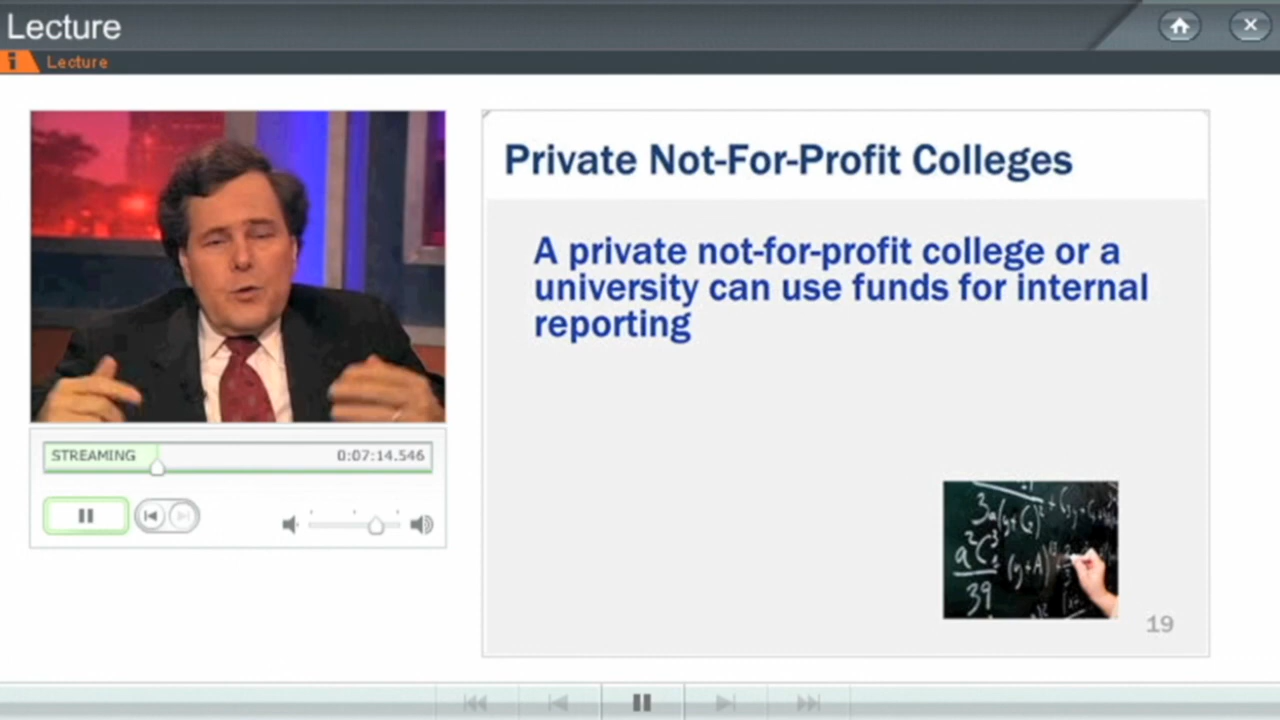 Lecture
i Lecture
Private Not-For-Profit Colleges
A private not-for-profit college or a
university can use funds for internal
reporting
STREAMING 0:07:14.546
19